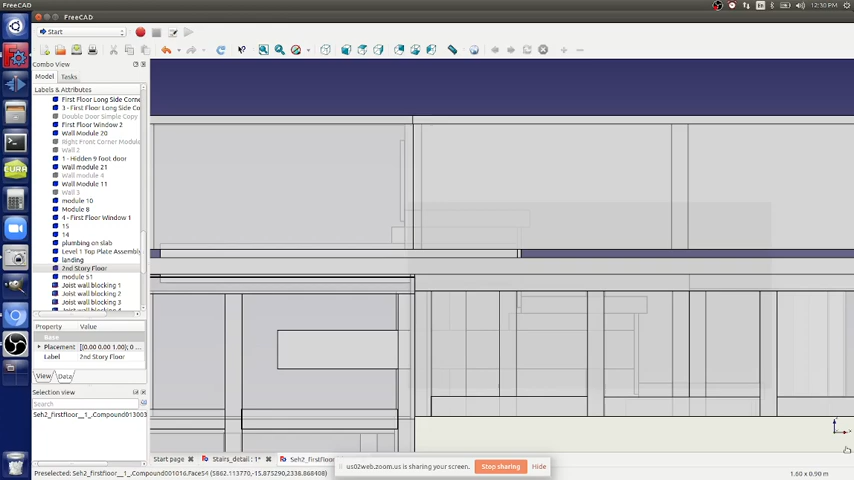 FreeCAD
En
12:30 PM
FreeCAD
Start
Combo View
Model Tasks
Labels & Attributes
First Floor Long Side Corne
3 - First Floor Long Side Co
Double Door Simple Copy
First Floor Window 2
Wall Module 20
Right Front Corner Module
Wall 2
1 - Hidden 9 foot door
Wall module 21
Wall module 4
Wall Module 11
Wall 3
module 10
Module 8
4 - First Floor Window 1
15
14
plumbing on slab
Level 1 Top Plate Assembly
landing
2nd Story Floor
module 51
Joist wall blocking 1
Joist wall blocking 2
Joist wall blocking 3
Property Value
Base
Placement [(0.00 0.00 1.00); 0 ...
Label 2nd Story Floor
View Data
Selection view
Search
Seh2_firstfloor__1_.Compound013003
Start page Stairs_detail : 1* Seh2_firstfloor
us02web.zoom.us is sharing your screen. Stop sharing Hide
Preselected: Seh2_firstfloor__1_.Compound001016.Face54 (5862.113770,-15.875290,2338.868408)
1.60 x 0.90 m
CURA